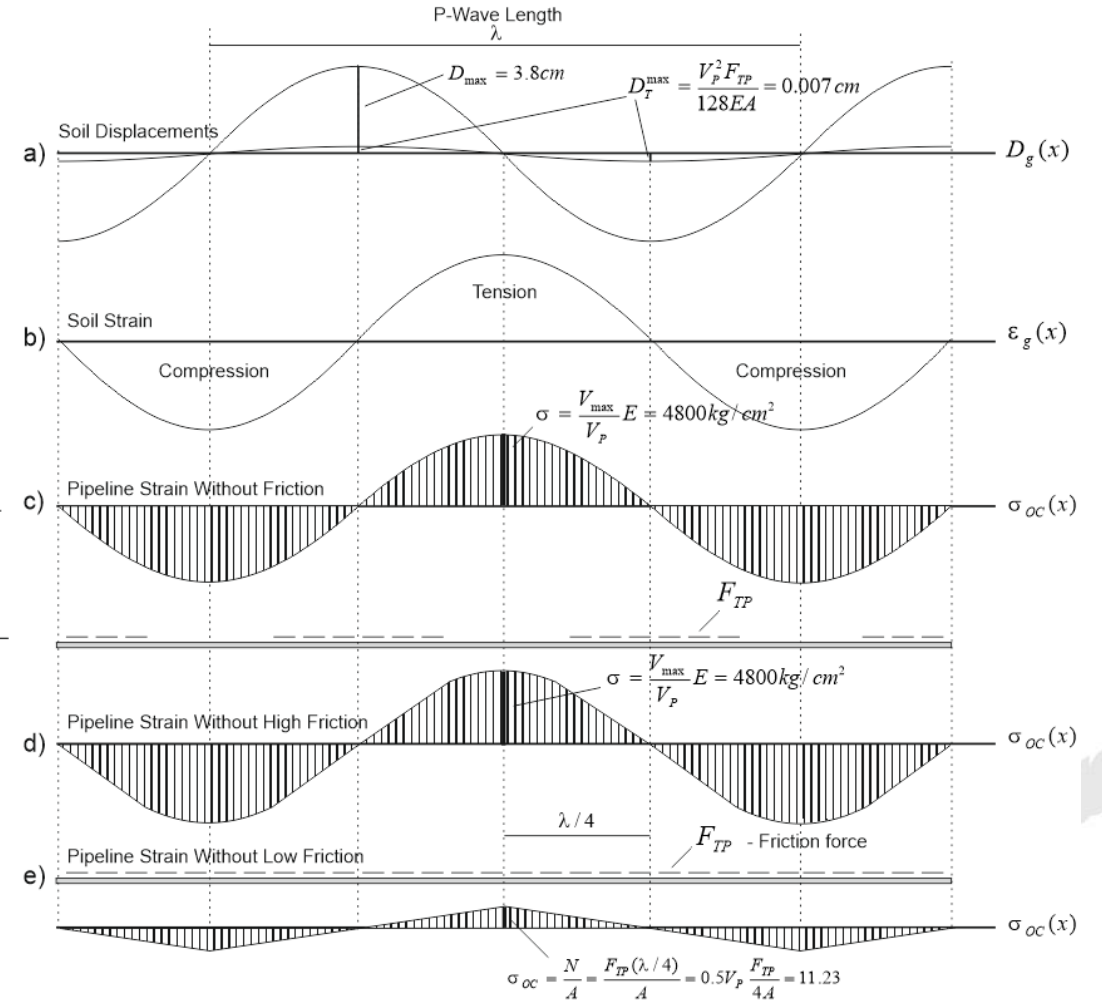 P-Wave Length
λ
D_max = 3.8cm
D_T^max = V_P^2 F_TP / 128EA = 0.007 cm
Soil Displacements
a)
D_g(x)
Tension
Soil Strain
b)
ε_g(x)
Compression
Compression
σ = V_max / V_P E = 4800kg/cm^2
Pipeline Strain Without Friction
c)
σ_OC(x)
F_TP
σ = V_max / V_P E = 4800kg/cm^2
Pipeline Strain Without High Friction
d)
σ_OC(x)
λ/4
F_TP - Friction force
Pipeline Strain Without Low Friction
e)
σ_OC(x)
σ_OC = N / A = F_TP(λ/4) / A = 0.5V_P F_TP / 4A = 11.23